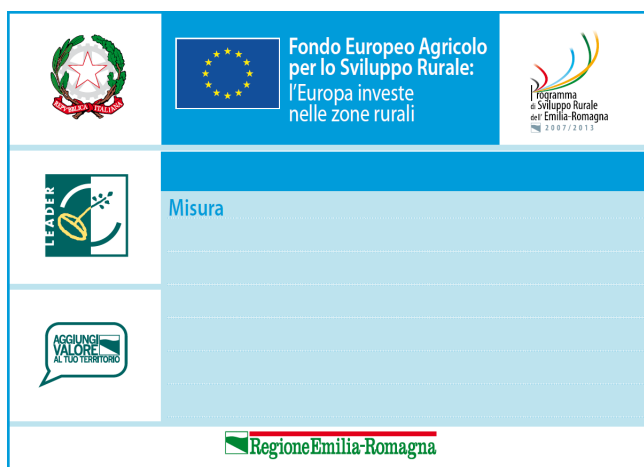 REPVBBLICA ITALIANA
Fondo Europeo Agricolo
per lo Sviluppo Rurale:
l'Europa investe
nelle zone rurali
Programma
di Sviluppo Rurale
dell' Emilia-Romagna
2007/2013
LEADER
Misura
AGGIUNGI
VALORE
AL TUO TERRITORIO
RegioneEmilia-Romagna